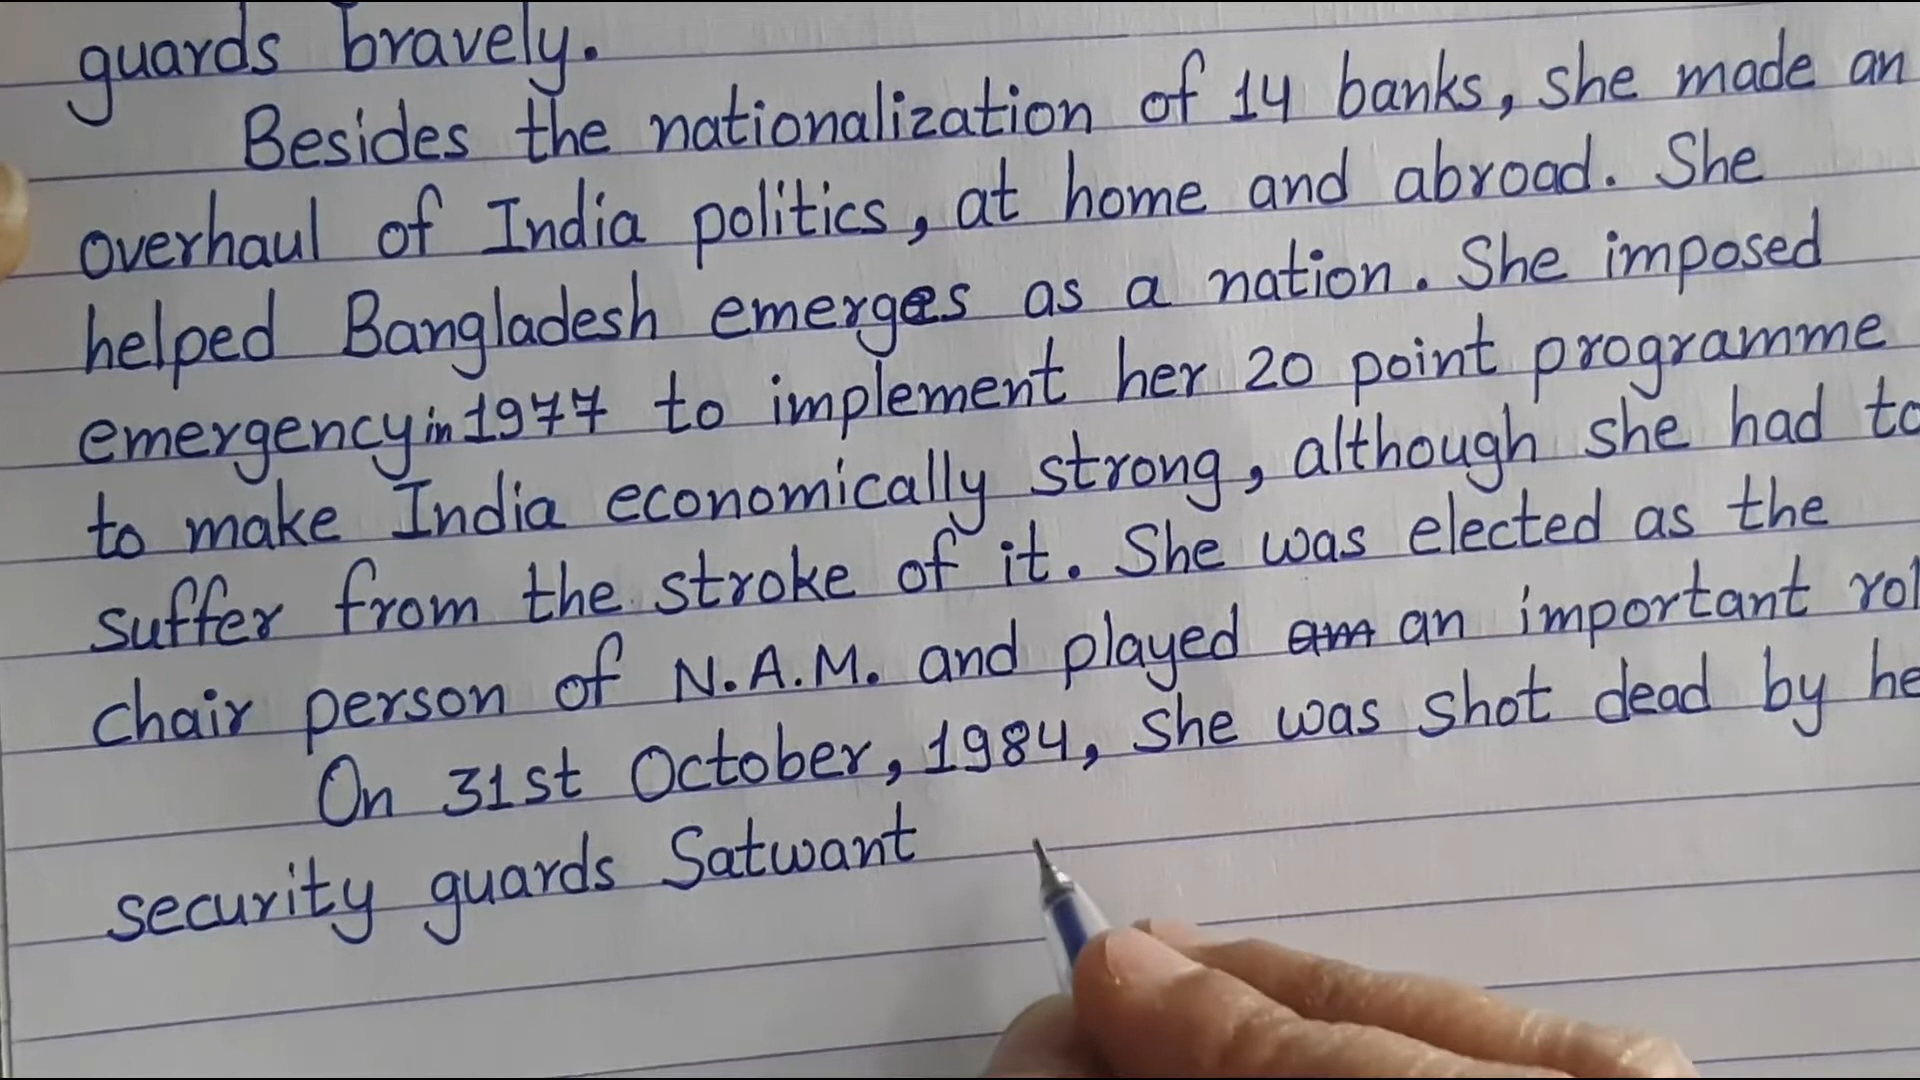 guards bravely.
Besides the nationalization of 14 banks, she made an
overhaul of India politics, at home and abroad. She
helped Bangladesh emerges as a nation. She imposed
emergency in 1977 to implement her 20 point programme
to make India economically strong, although she had to
suffer from the stroke of it. She was elected as the
chair person of N.A.M. and played am an important rol
On 31st October, 1984, she was shot dead by he
security guards Satwant